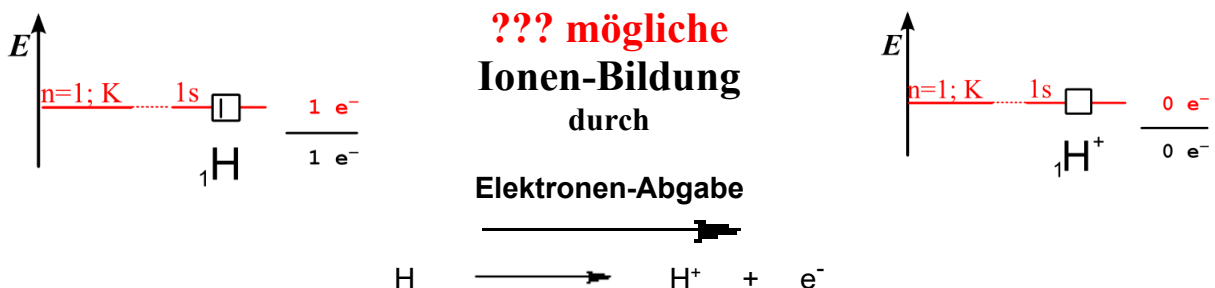 E
n=1; K 1s 1 e⁻
1 e⁻
₁H
??? mögliche
Ionen-Bildung
durch
Elektronen-Abgabe
H H⁺ + e⁻
E
n=1; K 1s 0 e⁻
0 e⁻
₁H⁺